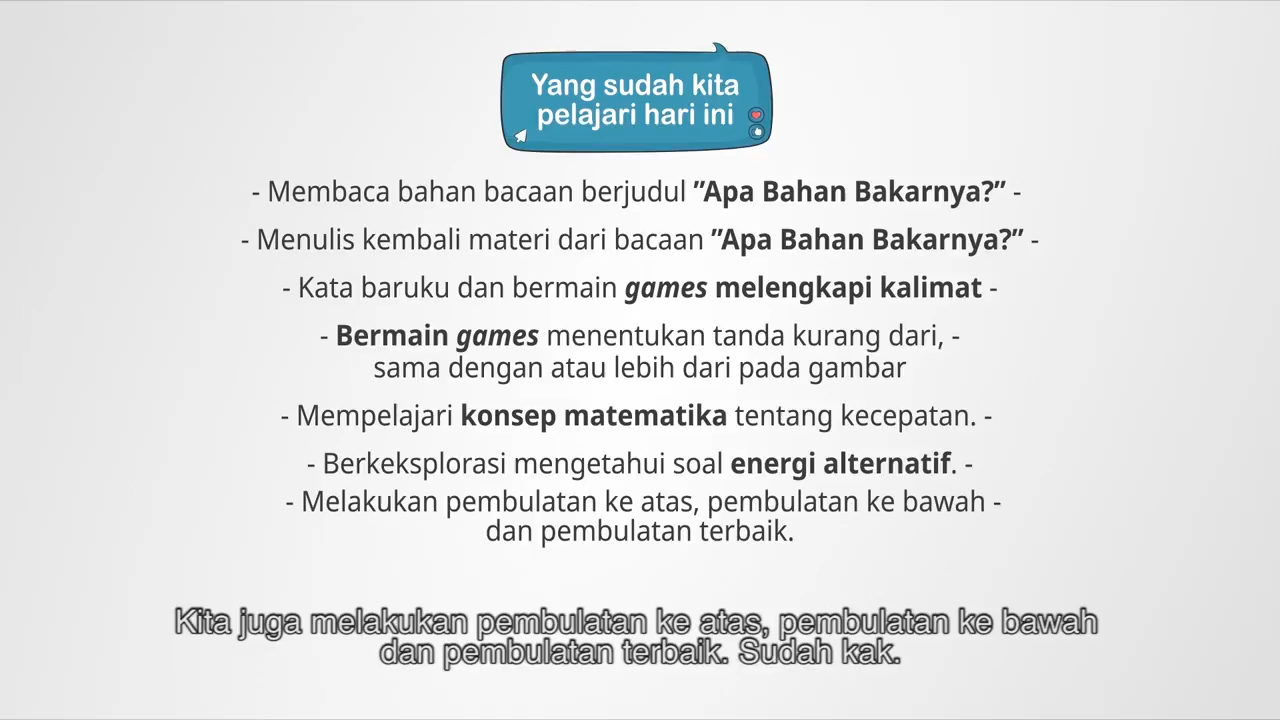 Yang sudah kita
pelajari hari ini
- Membaca bahan bacaan berjudul ”Apa Bahan Bakarnya?” -
- Menulis kembali materi dari bacaan ”Apa Bahan Bakarnya?” -
- Kata baruku dan bermain games melengkapi kalimat -
- Bermain games menentukan tanda kurang dari, -
sama dengan atau lebih dari pada gambar
- Mempelajari konsep matematika tentang kecepatan. -
- Berkeksplorasi mengetahui soal energi alternatif. -
- Melakukan pembulatan ke atas, pembulatan ke bawah -
dan pembulatan terbaik.
Kita juga melakukan pembulatan ke atas, pembulatan ke bawah
dan pembulatan terbaik. Sudah kak.